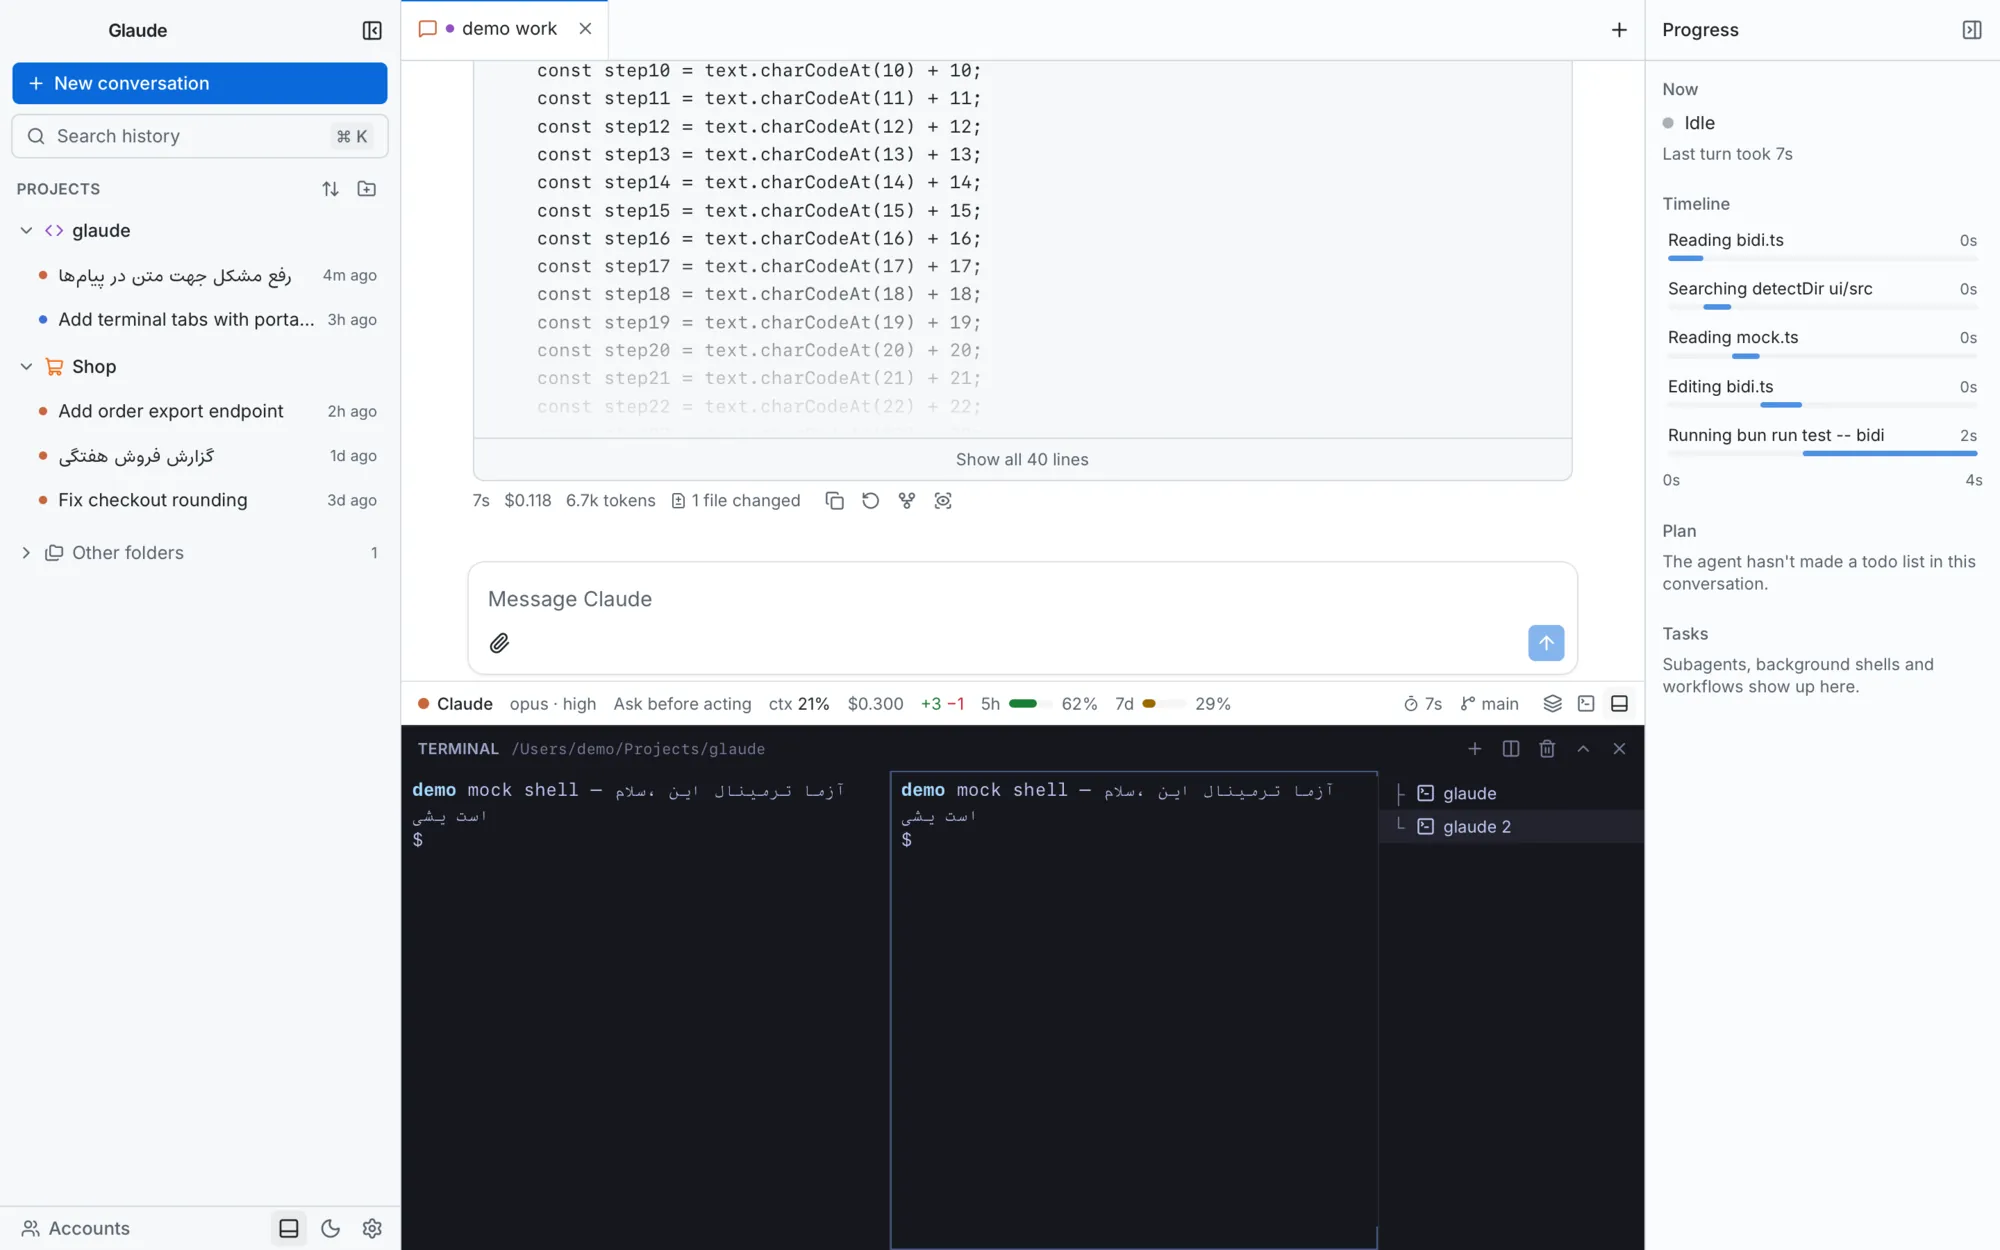 Glaude
New conversation
Search history ⌘ K
PROJECTS
glaude
رفع مشکل جهت متن در پیام‌ها 4m ago
Add terminal tabs with porta... 3h ago
Shop
Add order export endpoint 2h ago
گزارش فروش هفتگی 1d ago
Fix checkout rounding 3d ago
Other folders 1
Accounts
demo work
const step10 = text.charCodeAt(10) + 10;
const step11 = text.charCodeAt(11) + 11;
const step12 = text.charCodeAt(12) + 12;
const step13 = text.charCodeAt(13) + 13;
const step14 = text.charCodeAt(14) + 14;
const step15 = text.charCodeAt(15) + 15;
const step16 = text.charCodeAt(16) + 16;
const step17 = text.charCodeAt(17) + 17;
const step18 = text.charCodeAt(18) + 18;
const step19 = text.charCodeAt(19) + 19;
const step20 = text.charCodeAt(20) + 20;
const step21 = text.charCodeAt(21) + 21;
const step22 = text.charCodeAt(22) + 22;
Show all 40 lines
7s $0.118 6.7k tokens 1 file changed
Message Claude
Claude opus · high Ask before acting ctx 21% $0.300 +3 −1 5h 62% 7d 29% 7s main
TERMINAL /Users/demo/Projects/glaude
demo mock shell — سلام، این ترمینال آزما
یشی است
$
demo mock shell — سلام، این ترمینال آزما
یشی است
$
glaude
glaude 2
Progress
Now
Idle
Last turn took 7s
Timeline
Reading bidi.ts 0s
Searching detectDir ui/src 0s
Reading mock.ts 0s
Editing bidi.ts 0s
Running bun run test -- bidi 2s
0s 4s
Plan
The agent hasn't made a todo list in this
conversation.
Tasks
Subagents, background shells and
workflows show up here.